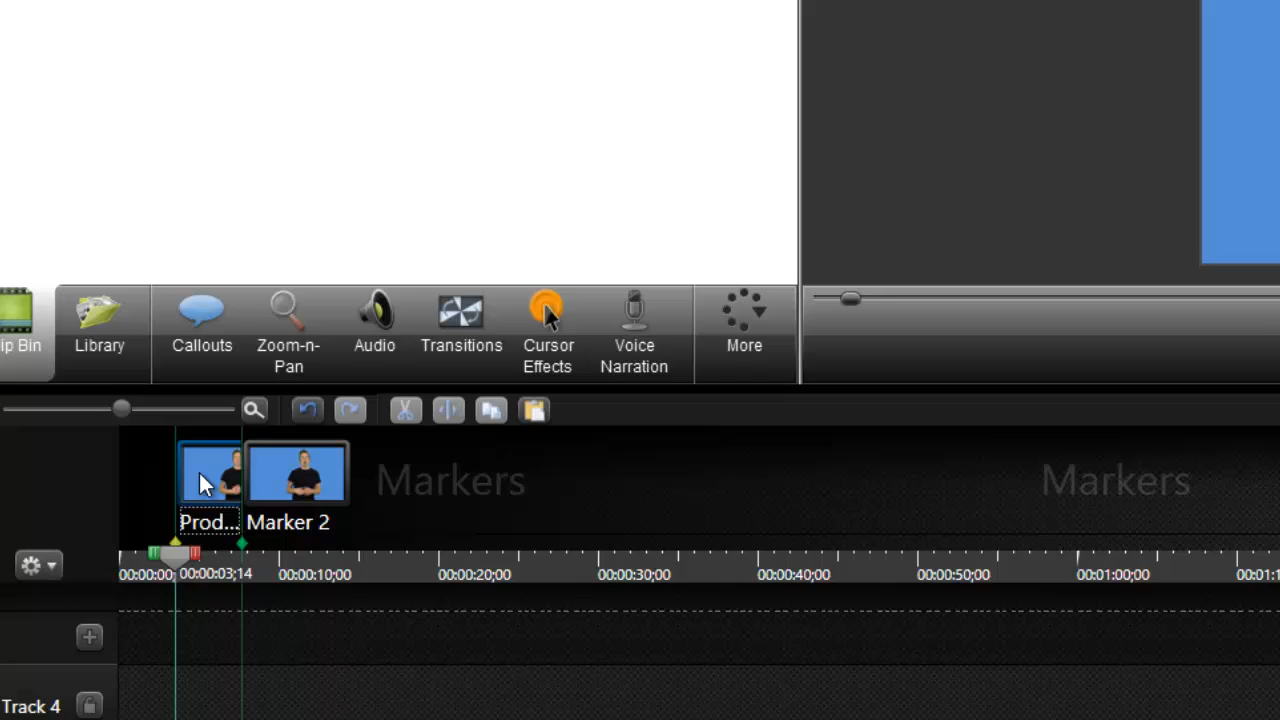 ip Bin
Library
Callouts
Zoom-n-
Pan
Audio
Transitions
Cursor
Effects
Voice
Narration
More
Markers
Markers
Prod...
Marker 2
00:00:00; 00:00:03;14 00:00:10;00 00:00:20;00 00:00:30;00 00:00:40;00 00:00:50;00 00:01:00;00 00:01:1
Track 4